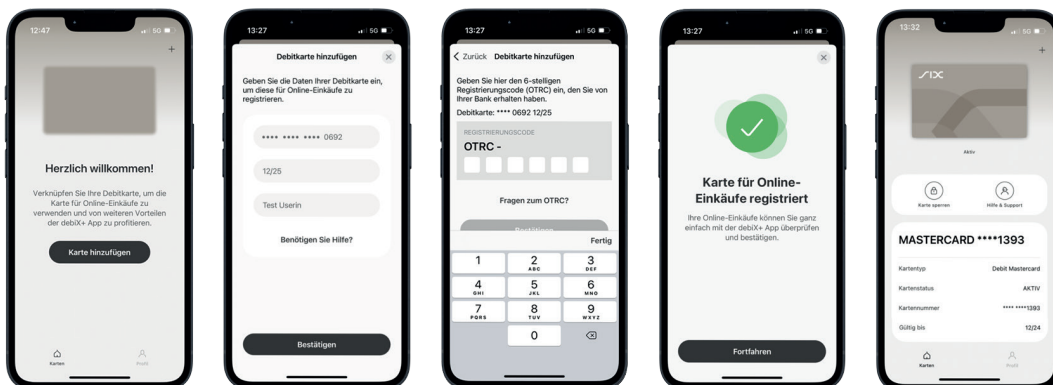 12:47
5G
+
Herzlich willkommen!
Verknüpfen Sie Ihre Debitkarte, um die
Karte für Online-Einkäufe zu
verwenden und von weiteren Vorteilen
der debiX+ App zu profitieren.
Karte hinzufügen
Karten
Profil
13:27
5G
Debitkarte hinzufügen
Geben Sie die Daten Ihrer Debitkarte ein,
um diese für Online-Einkäufe zu
registrieren.
•••• •••• •••• 0692
12/25
Test Userin
Benötigen Sie Hilfe?
Bestätigen
13:27
5G
Zurück Debitkarte hinzufügen
Geben Sie hier den 6-stelligen
Registrierungscode (OTRC) ein, den Sie von
Ihrer Bank erhalten haben.
Debitkarte: **** 0692 12/25
REGISTRIERUNGSCODE
OTRC -
Fragen zum OTRC?
Bestätigen
Fertig
1 2 3
ABC DEF
4 5 6
GHI JKL MNO
7 8 9
PQRS TUV WXYZ
0
13:27
5G
Karte für Online-
Einkäufe registriert
Ihre Online-Einkäufe können Sie ganz
einfach mit der debiX+ App überprüfen
und bestätigen.
Fortfahren
13:32
5G
+
SIX
Aktiv
Karte sperren
Hilfe & Support
MASTERCARD ****1393
Kartentyp Debit Mastercard
Kartenstatus AKTIV
Kartennummer **** ****1393
Gültig bis 12/24
Karten
Profil